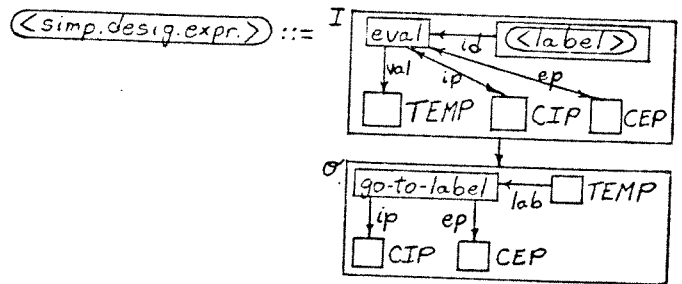 <simp.desig.expr.> ::= I
eval id <label>
val ip ep
TEMP CIP CEP
O
go-to-label lab TEMP
ip ep
CIP CEP